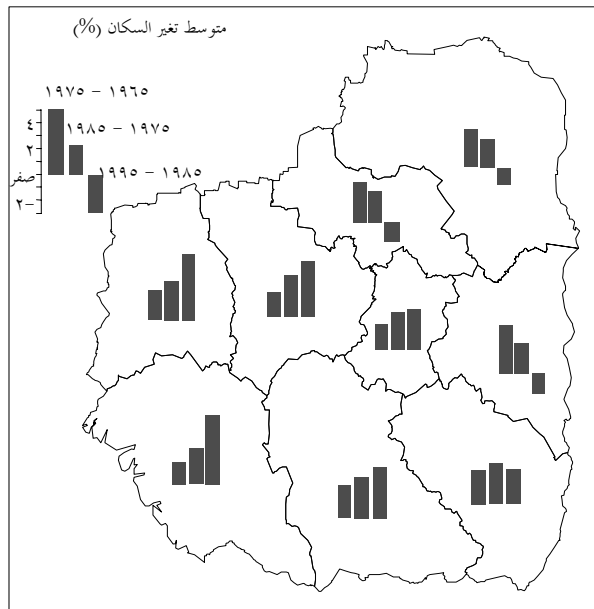 متوسط تغير السكان (%)
١٩٦٥ – ١٩٧٥
٤
١٩٧٥ – ١٩٨٥
٢
١٩٨٥ – ١٩٩٥
صفر
٢-